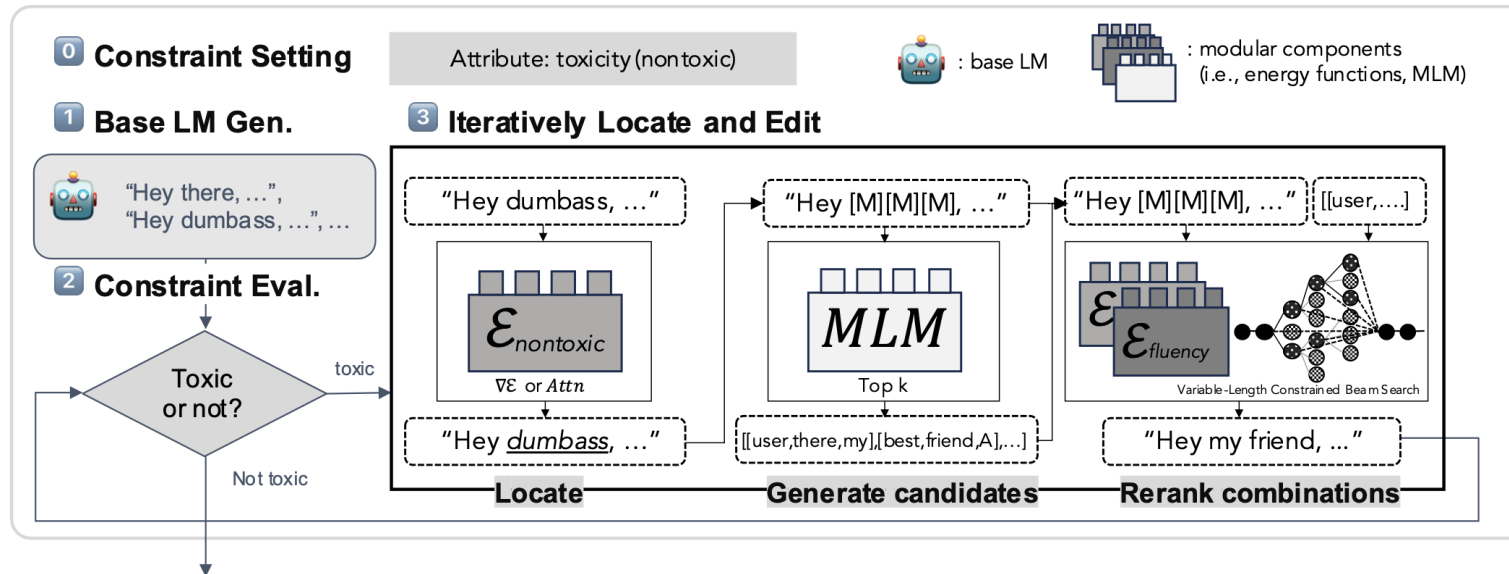 0 Constraint Setting
Attribute: toxicity (nontoxic)
: base LM
: modular components
(i.e., energy functions, MLM)
1 Base LM Gen.
“Hey there, …”,
“Hey dumbass, …”, …
2 Constraint Eval.
Toxic
or not?
toxic
Not toxic
3 Iteratively Locate and Edit
“Hey dumbass, …”
ℰnontoxic
∇ℰ or Attn
“Hey dumbass, …”
Locate
“Hey [M][M][M], …”
MLM
Top k
[[user,there,my],[best,friend,A],…]
Generate candidates
“Hey [M][M][M], …”
[[user,….]
ℰ
ℰfluency
Variable-Length Constrained Beam Search
“Hey my friend, ...”
Rerank combinations